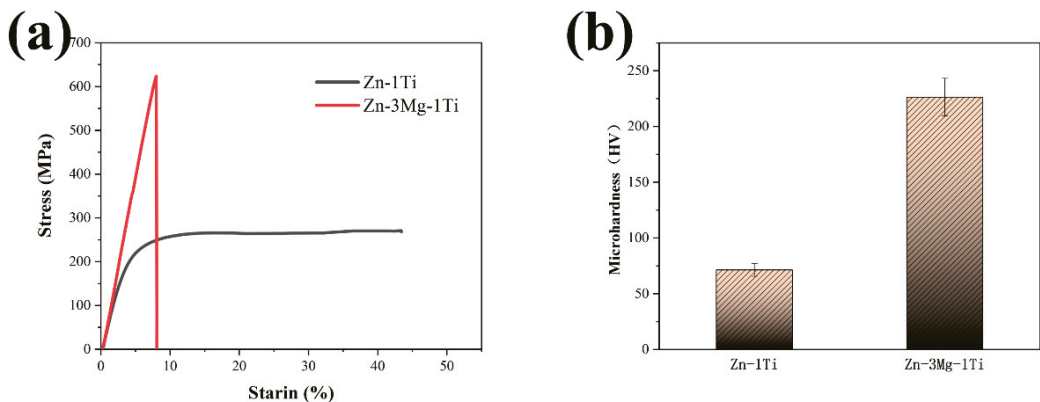 (a)
700
600
500
400
300
200
100
0
Stress (MPa)
Zn-1Ti
Zn-3Mg-1Ti
0 10 20 30 40 50
Starin (%)
(b)
250
200
150
100
50
0
Microhardness（HV）
Zn-1Ti Zn-3Mg-1Ti